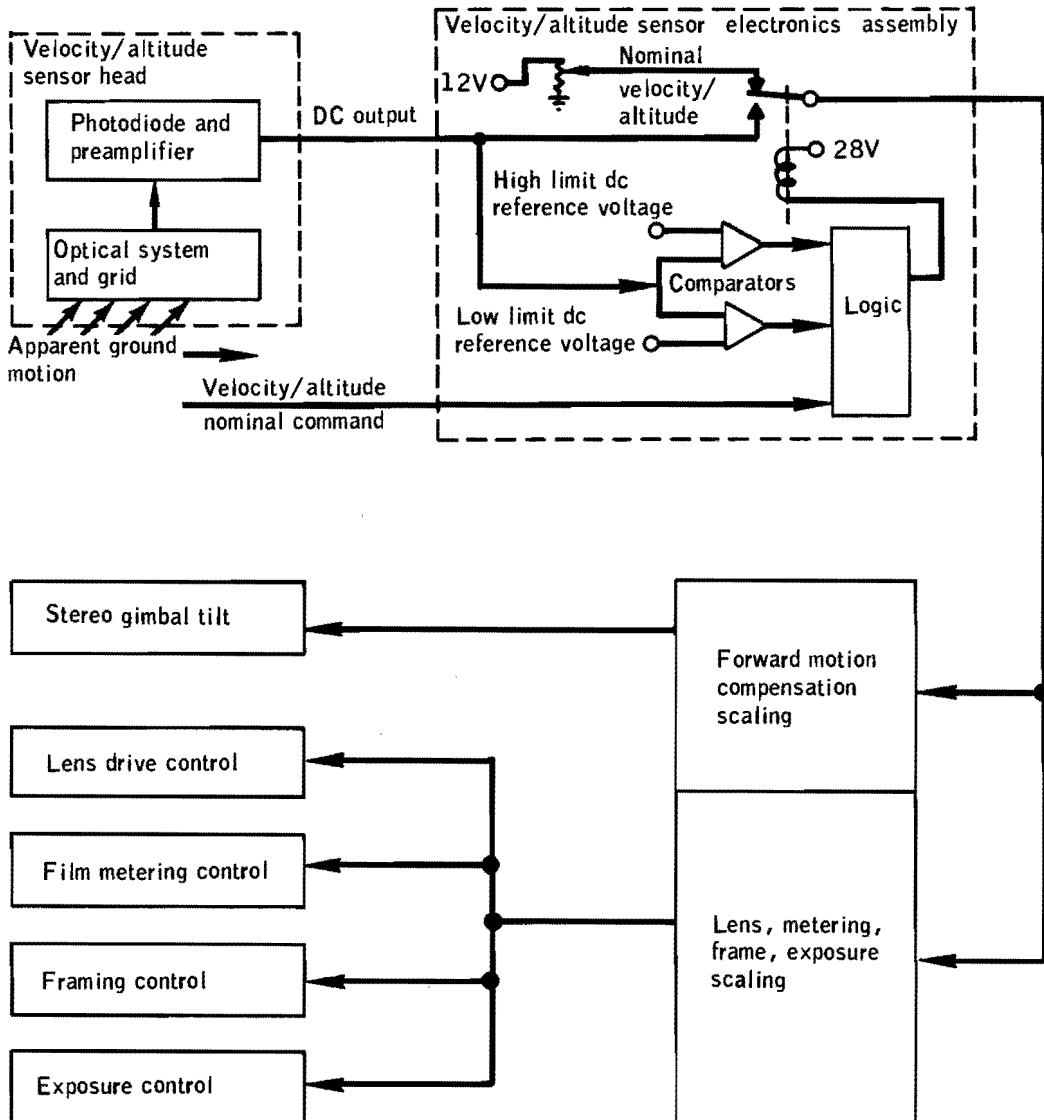 Velocity/altitude
sensor head
Photodiode and
preamplifier
Optical system
and grid
Apparent ground
motion
DC output
Velocity/altitude
nominal command
Velocity/altitude sensor electronics assembly
12V
Nominal
velocity/
altitude
28V
High limit dc
reference voltage
Comparators
Low limit dc
reference voltage
Logic
Stereo gimbal tilt
Forward motion
compensation
scaling
Lens drive control
Film metering control
Lens, metering,
frame, exposure
scaling
Framing control
Exposure control